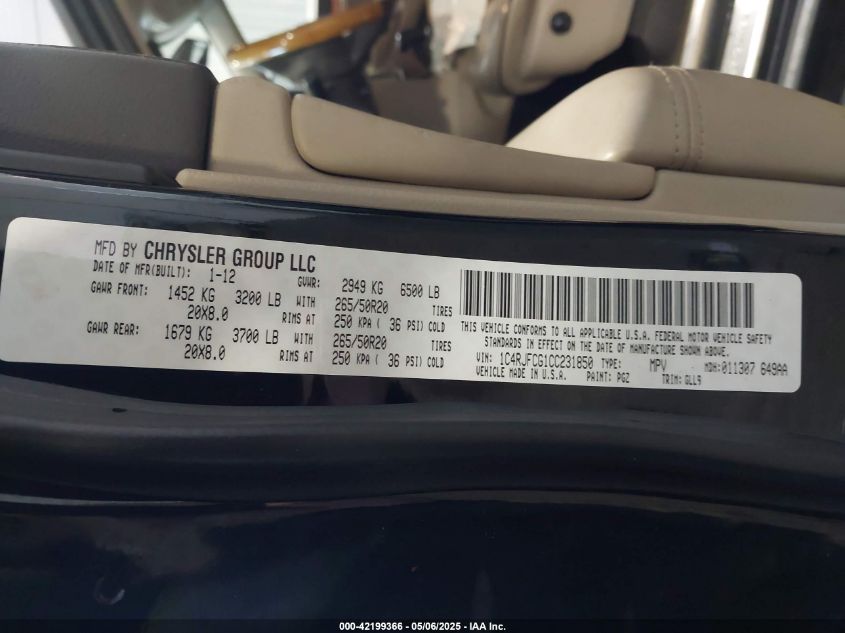 MFD BY CHRYSLER GROUP LLC
DATE OF MFR(BUILT): 1-12 GVWR: 2949 KG 6500 LB
GAWR FRONT: 1452 KG 3200 LB WITH 265/50R20 TIRES
20X8.0 RIMS AT 250 KPA ( 36 PSI) COLD
GAWR REAR: 1679 KG 3700 LB WITH 265/50R20 TIRES
20X8.0 RIMS AT 250 KPA ( 36 PSI) COLD
THIS VEHICLE CONFORMS TO ALL APPLICABLE U.S.A. FEDERAL MOTOR VEHICLE SAFETY
STANDARDS IN EFFECT ON THE DATE OF MANUFACTURE SHOWN ABOVE.
VIN: 1C4RJFCG1CC231850 TYPE: MPV MDH:011307 649AA
VEHICLE MADE IN U.S.A. PAINT: PGZ TRIM: GLL9
000-42199366 | 05/06/2025 - IAA Inc.